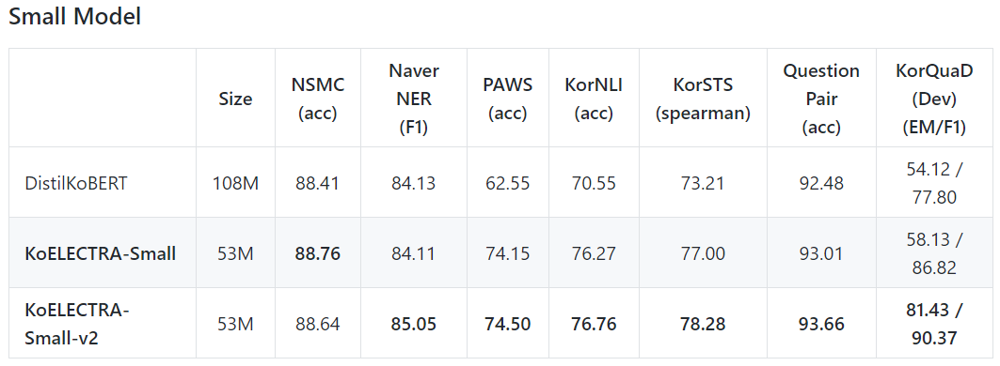 Small Model
Size NSMC (acc) Naver NER (F1) PAWS (acc) KorNLI (acc) KorSTS (spearman) Question Pair (acc) KorQuaD (Dev) (EM/F1)
DistilKoBERT 108M 88.41 84.13 62.55 70.55 73.21 92.48 54.12 / 77.80
KoELECTRA-Small 53M 88.76 84.11 74.15 76.27 77.00 93.01 58.13 / 86.82
KoELECTRA-Small-v2 53M 88.64 85.05 74.50 76.76 78.28 93.66 81.43 / 90.37